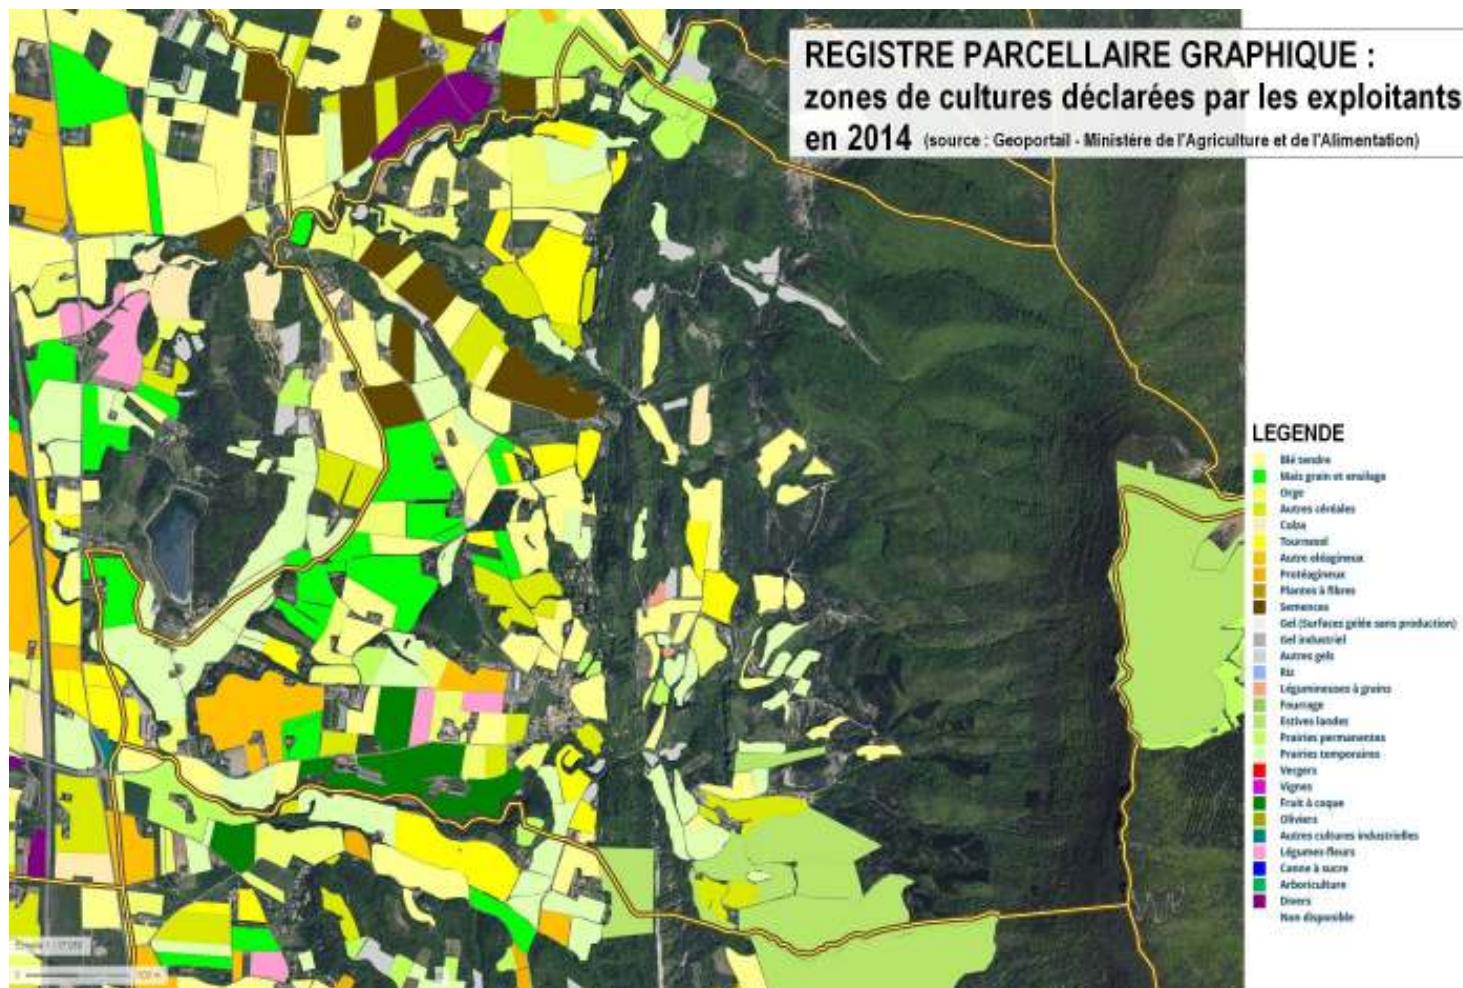 REGISTRE PARCELLAIRE GRAPHIQUE :
zones de cultures déclarées par les exploitants
en 2014 (source : Geoportail - Ministère de l'Agriculture et de l'Alimentation)
LEGENDE
Blé tendre
Maïs grain et ensilage
Orge
Autres céréales
Colza
Tournesol
Autre oléagineux
Protéagineux
Plantes à fibres
Semences
Gel (Surfaces gelée sans production)
Gel industriel
Autres gels
Riz
Légumineuses à grains
Fourrage
Estives landes
Prairies permanentes
Prairies temporaires
Vergers
Vignes
Fruit à coque
Oliviers
Autres cultures industrielles
Légumes-fleurs
Canne à sucre
Arboriculture
Divers
Non disponible
0